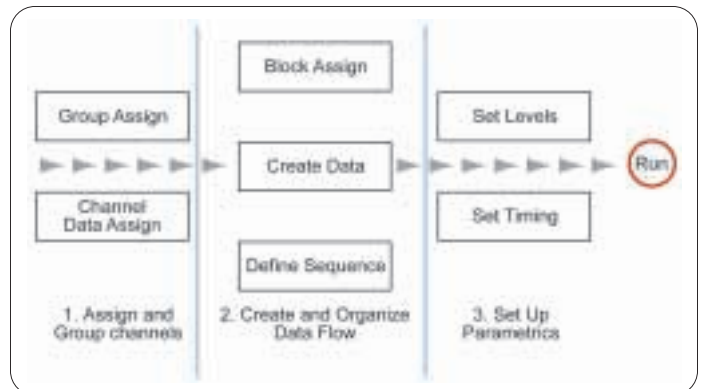 Block Assign
Group Assign
Set Levels
Create Data
Run
Channel
Data Assign
Set Timing
Define Sequence
1. Assign and
Group channels
2. Create and Organize
Data Flow
3. Set Up
Parametrics